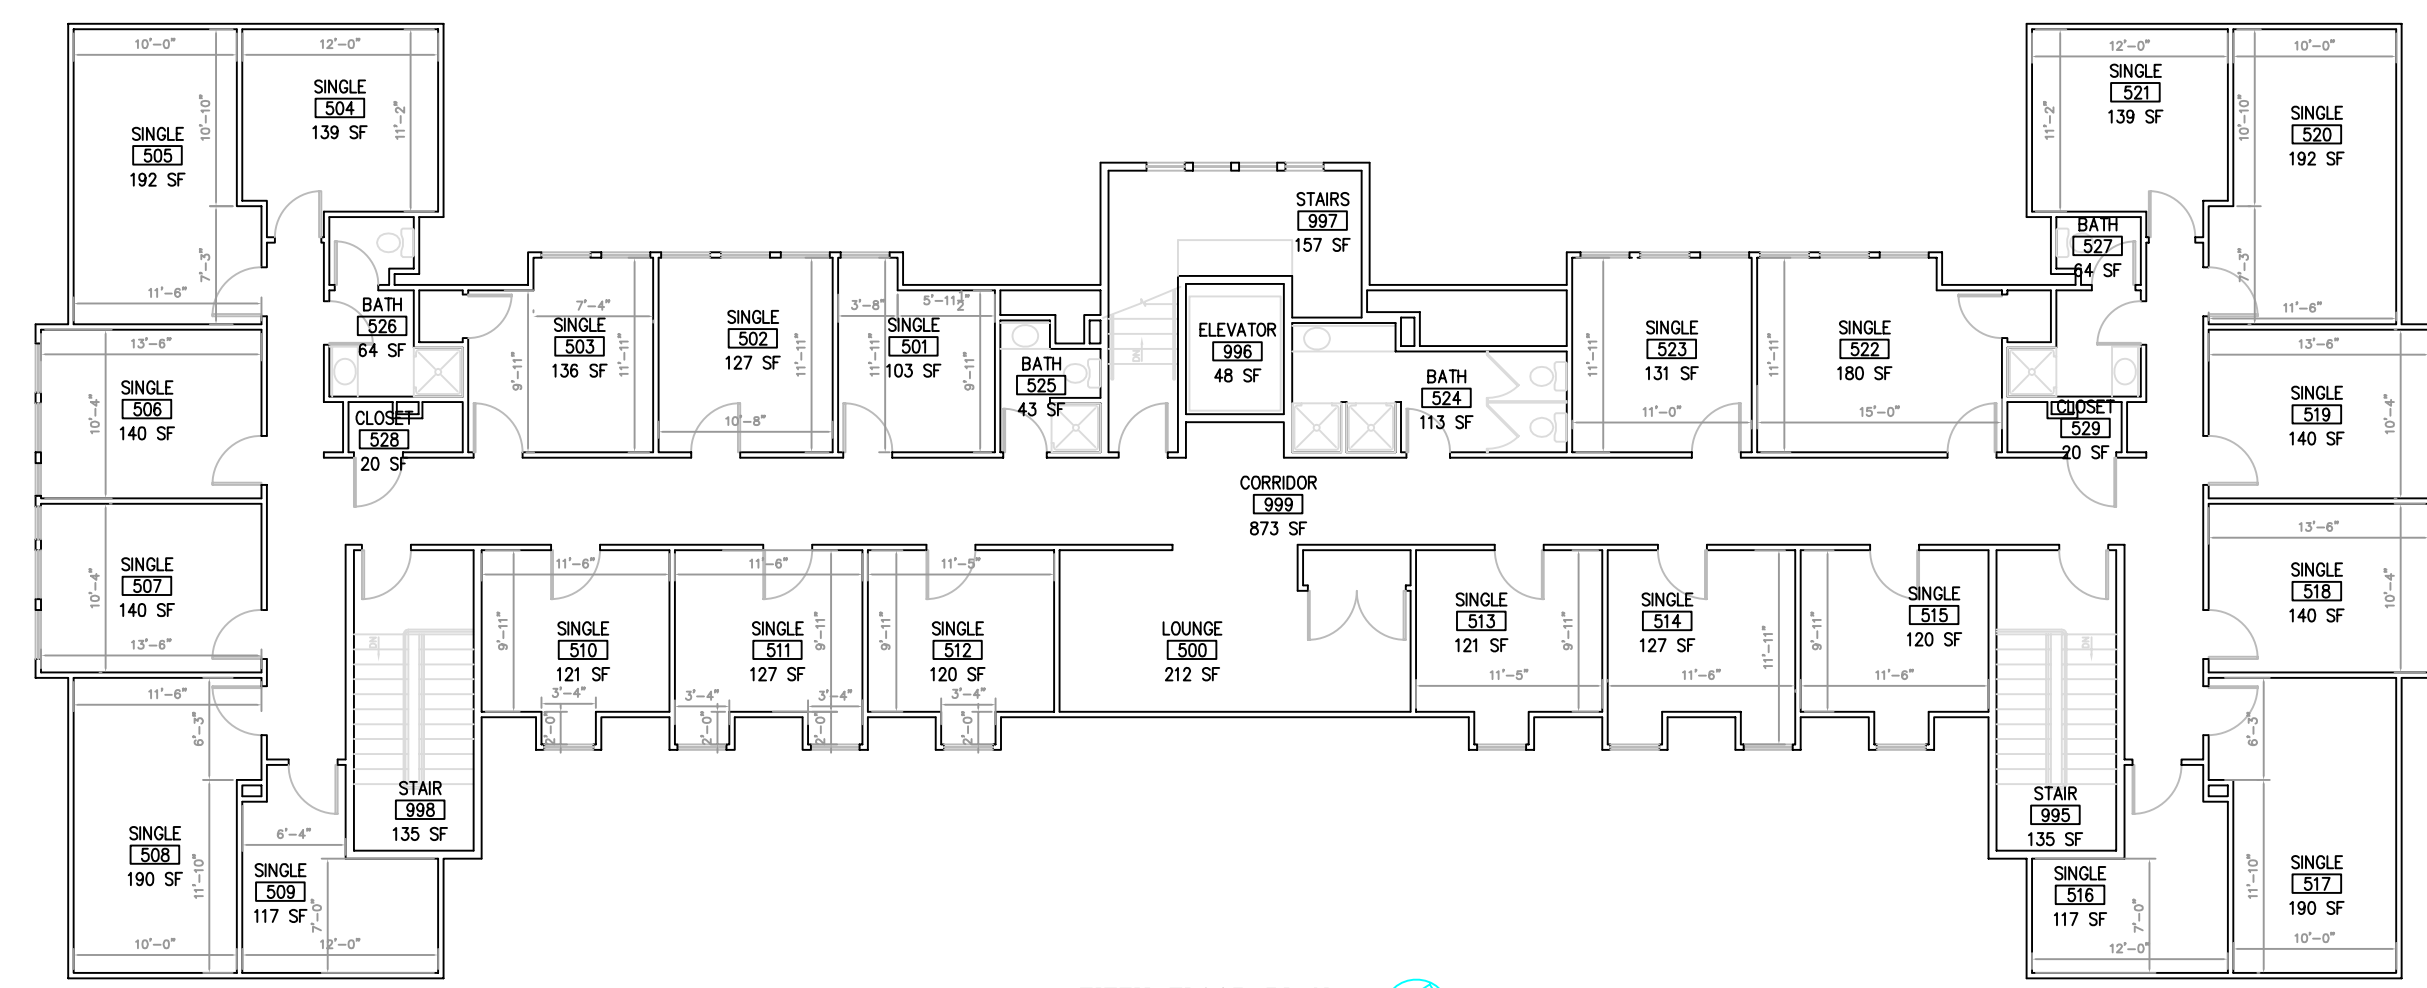 10'-0"
12'-0"
10'-10"
7'-3"
11'-6"
SINGLE
505
192 SF
SINGLE
504
139 SF
11'-2"
BATH
526
64 SF
13'-6"
10'-4"
SINGLE
506
140 SF
CLOSET
528
20 SF
SINGLE
507
140 SF
10'-4"
13'-6"
11'-6"
6'-3"
SINGLE
508
190 SF
11'-10"
10'-0"
6'-4"
SINGLE
509
117 SF
7'-0"
12'-0"
DN
STAIR
998
135 SF
7'-4"
SINGLE
503
136 SF
9'-11"
11'-11"
SINGLE
502
127 SF
11'-11"
10'-8"
3'-8"
5'-11 1/2"
SINGLE
501
103 SF
11'-11"
9'-11"
BATH
525
43 SF
DN
STAIRS
997
157 SF
ELEVATOR
996
48 SF
BATH
524
113 SF
CORRIDOR
999
873 SF
11'-11"
SINGLE
523
131 SF
11'-0"
11'-11"
SINGLE
522
180 SF
15'-0"
11'-6"
9'-11"
SINGLE
510
121 SF
3'-4"
2'-0"
11'-6"
9'-11"
SINGLE
511
127 SF
3'-4"
3'-4"
2'-0"
2'-0"
11'-5"
9'-11"
SINGLE
512
120 SF
3'-4"
2'-0"
LOUNGE
500
212 SF
SINGLE
513
121 SF
9'-11"
11'-5"
SINGLE
514
127 SF
11'-11"
11'-6"
9'-11"
SINGLE
515
120 SF
11'-6"
12'-0"
11'-2"
SINGLE
521
139 SF
10'-0"
10'-10"
SINGLE
520
192 SF
7'-3"
11'-6"
BATH
527
64 SF
CLOSET
529
20 SF
13'-6"
SINGLE
519
140 SF
10'-4"
13'-6"
SINGLE
518
140 SF
10'-4"
DN
STAIR
995
135 SF
6'-3"
SINGLE
517
190 SF
11'-10"
10'-0"
SINGLE
516
117 SF
7'-0"
12'-0"